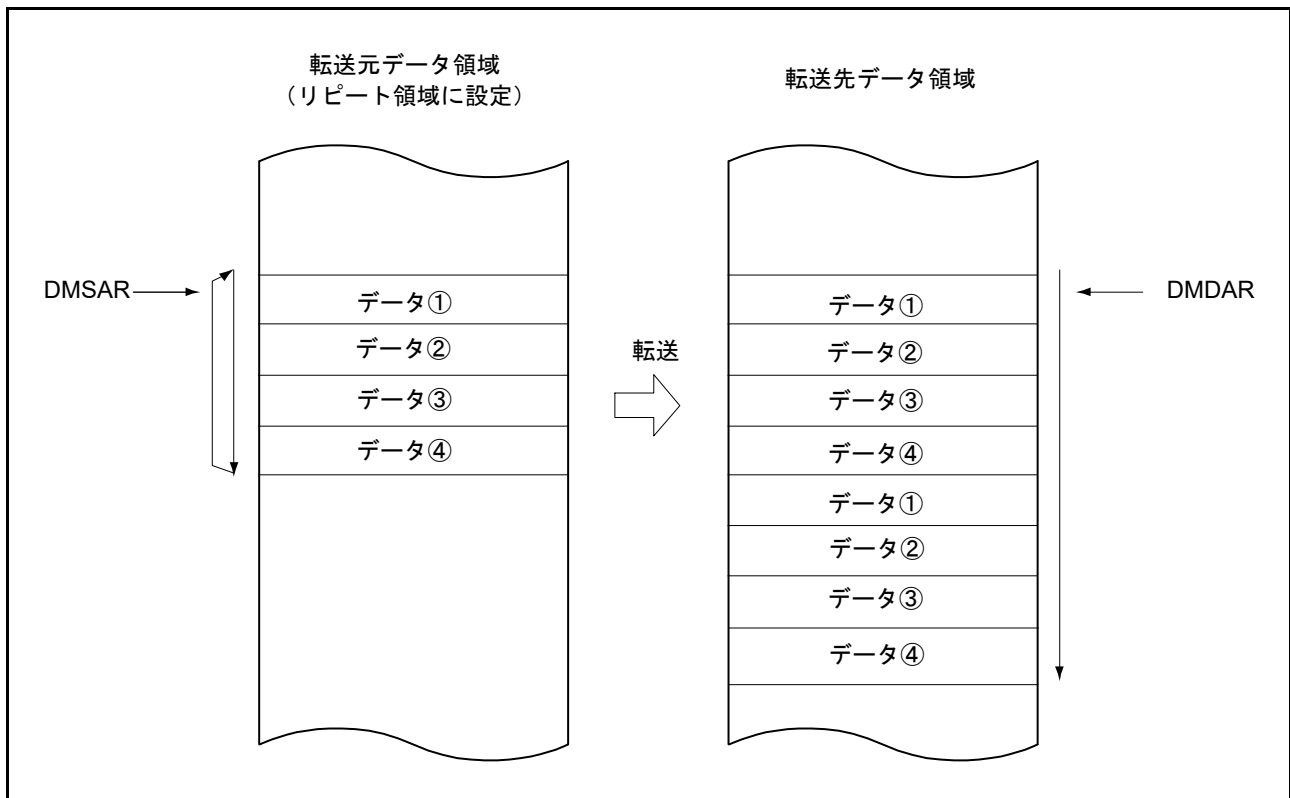 転送元データ領域
（リピート領域に設定）
転送先データ領域
DMSAR
データ①
データ②
データ③
データ④
転送
データ①
データ②
データ③
データ④
データ①
データ②
データ③
データ④
DMDAR